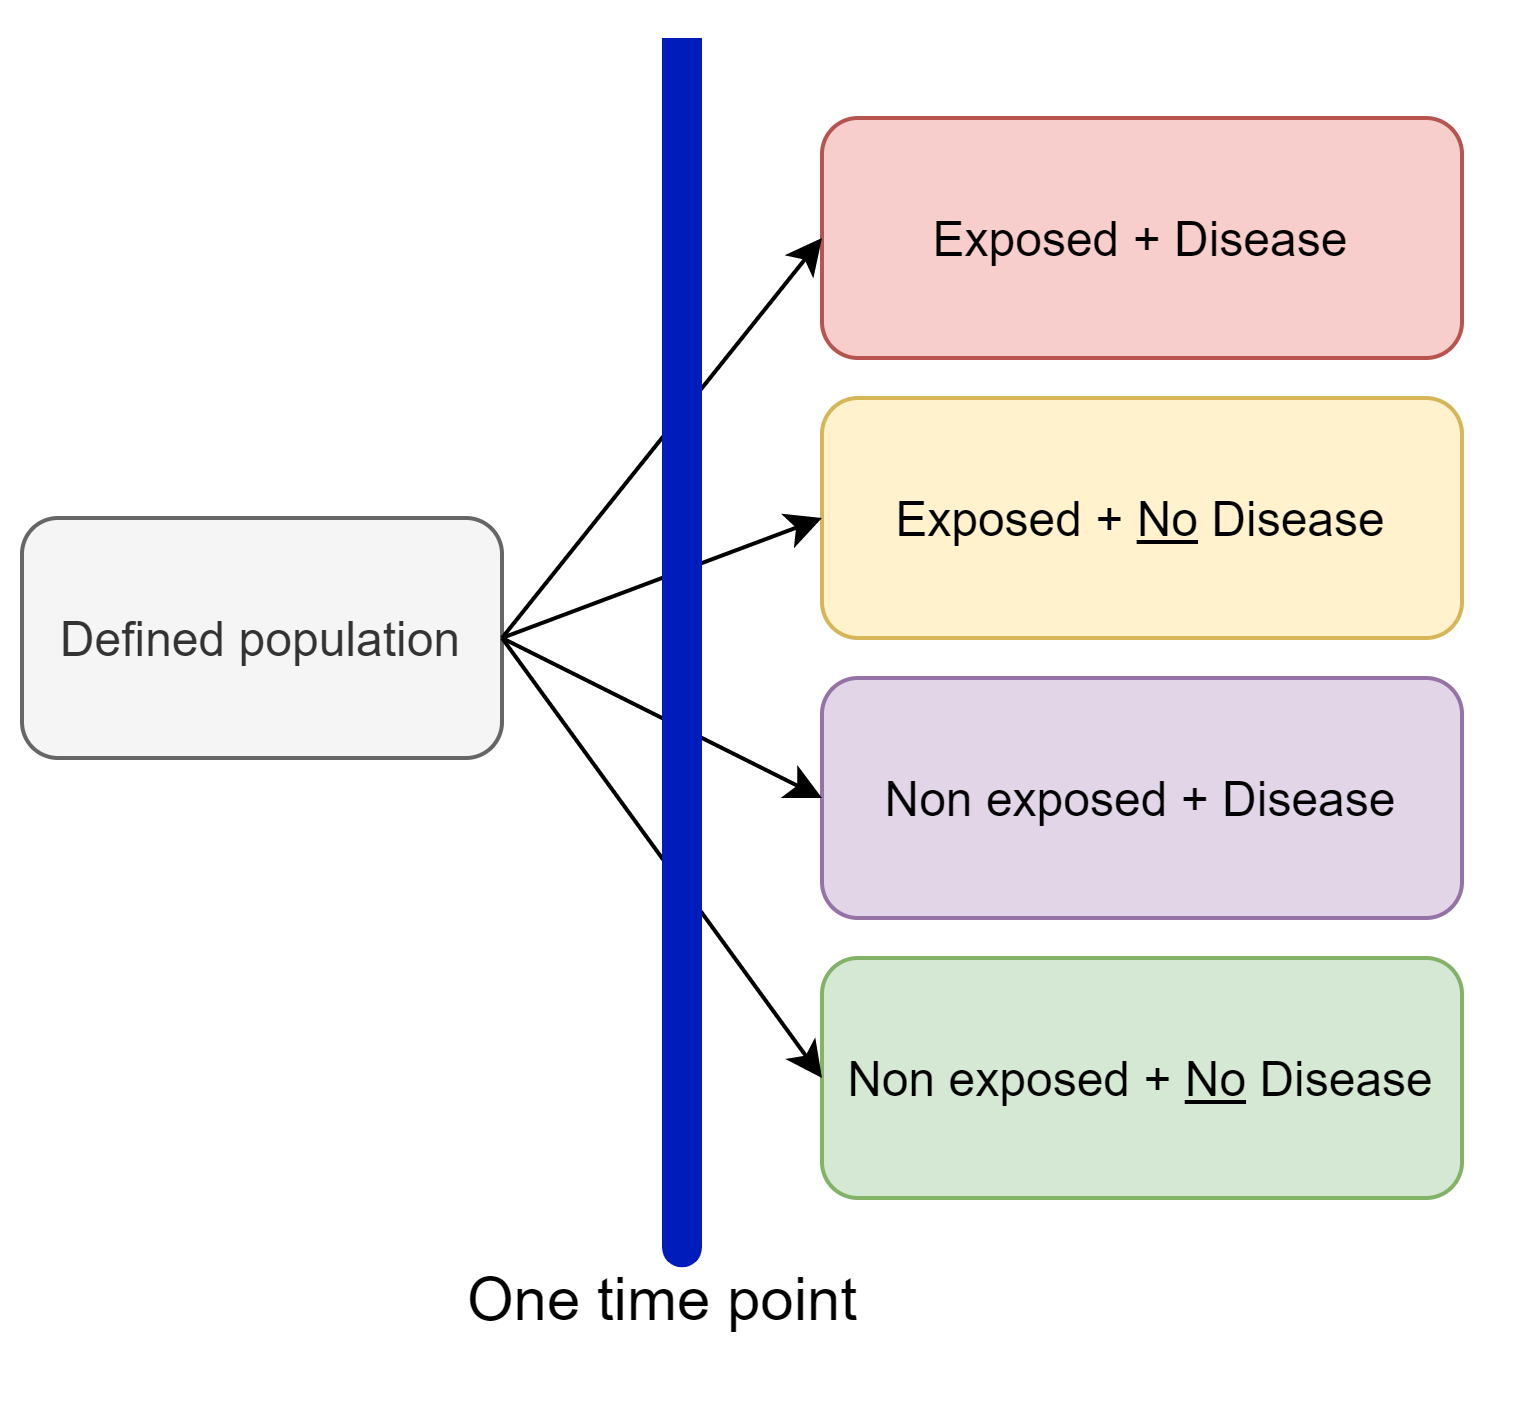 Exposed + Disease
Exposed + No Disease
Defined population
Non exposed + Disease
Non exposed + No Disease
One time point